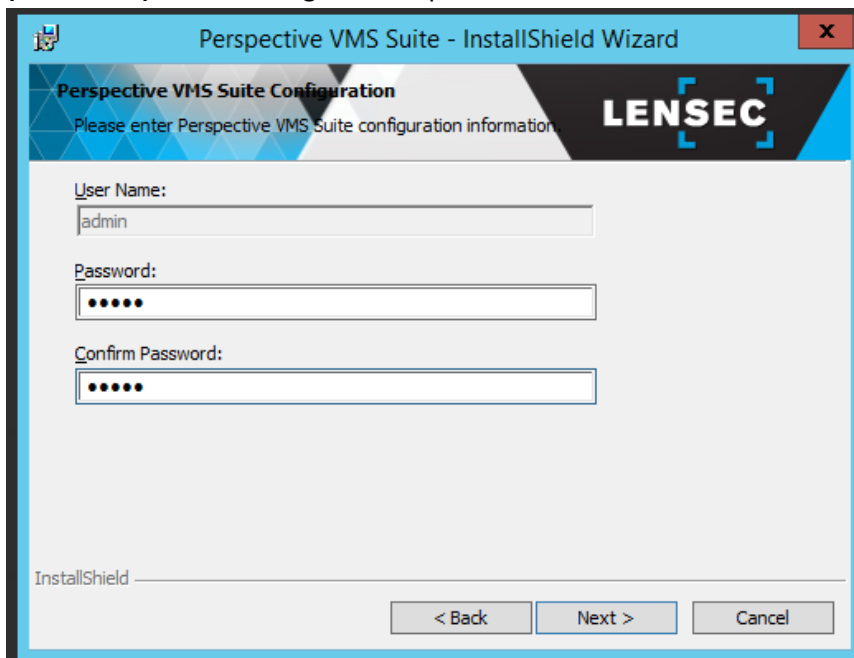 Perspective VMS Suite - InstallShield Wizard
x
Perspective VMS Suite Configuration
Please enter Perspective VMS Suite configuration information.
LENSEC
User Name:
admin
Password:
•••••
Confirm Password:
•••••
InstallShield
< Back
Next >
Cancel